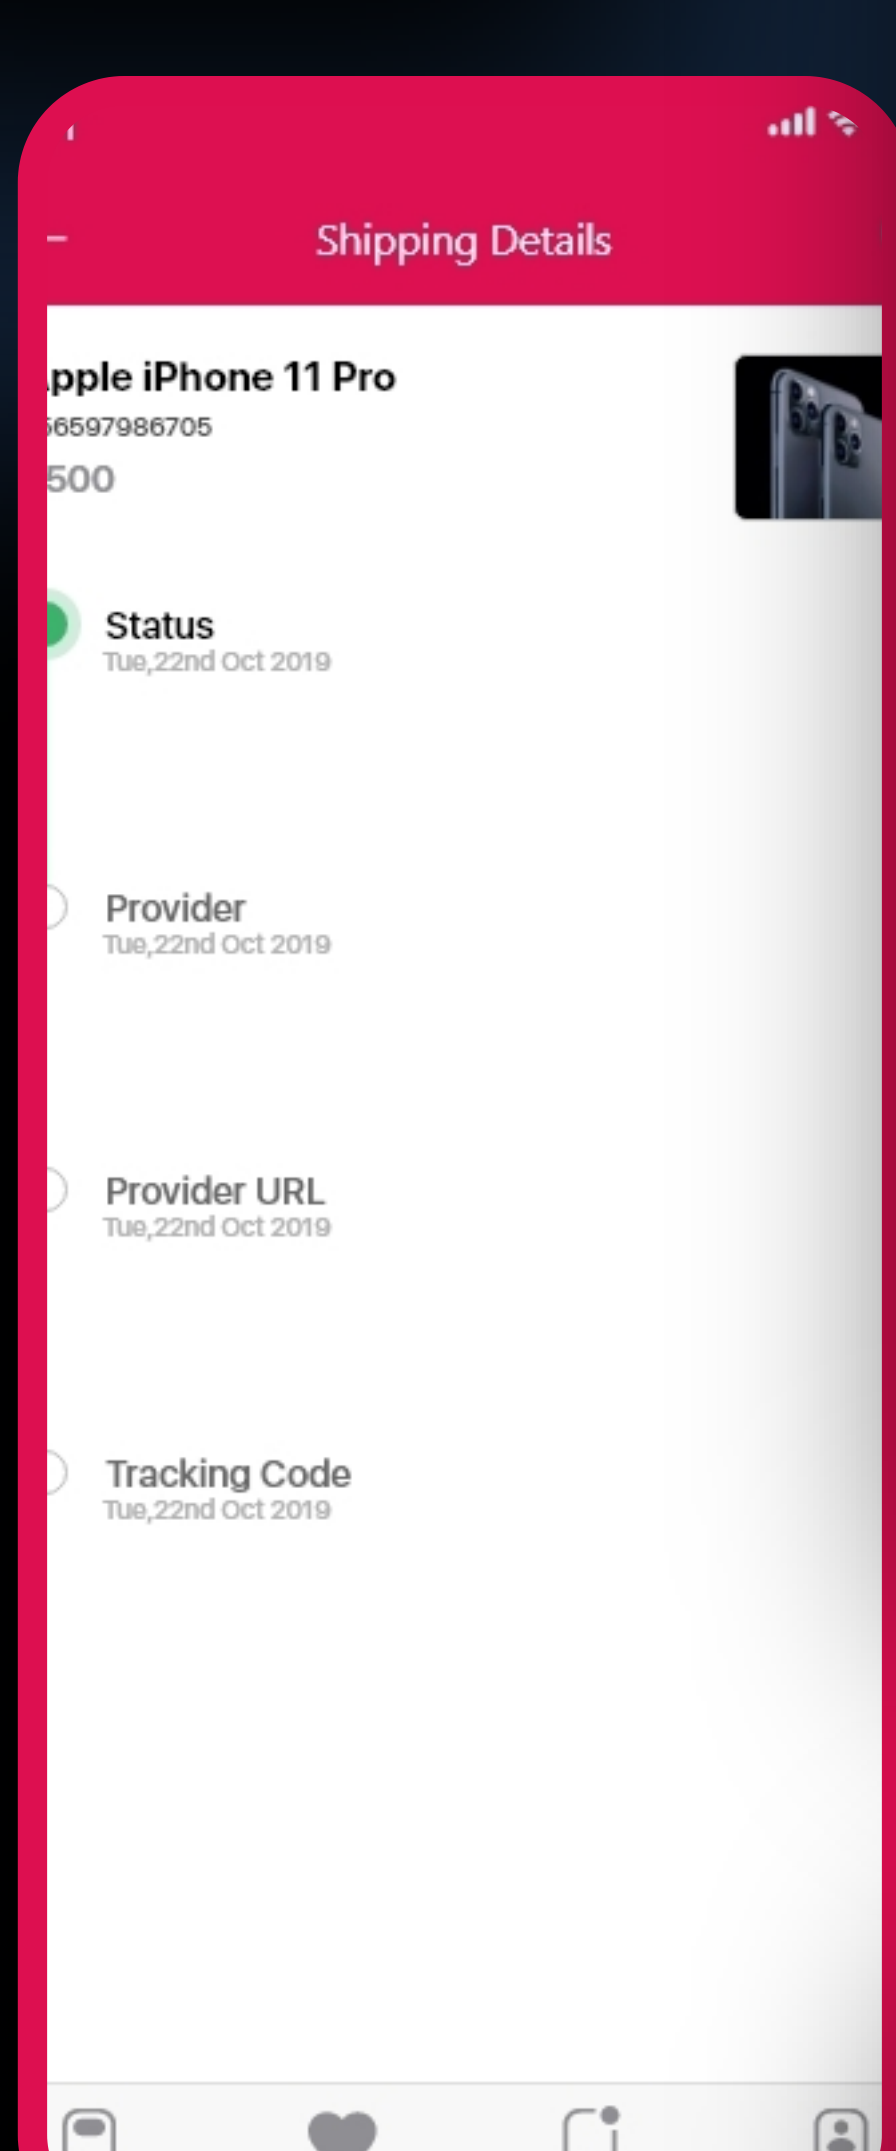 Shipping Details
Apple iPhone 11 Pro
56597986705
500
Status
Tue,22nd Oct 2019
Provider
Tue,22nd Oct 2019
Provider URL
Tue,22nd Oct 2019
Tracking Code
Tue,22nd Oct 2019